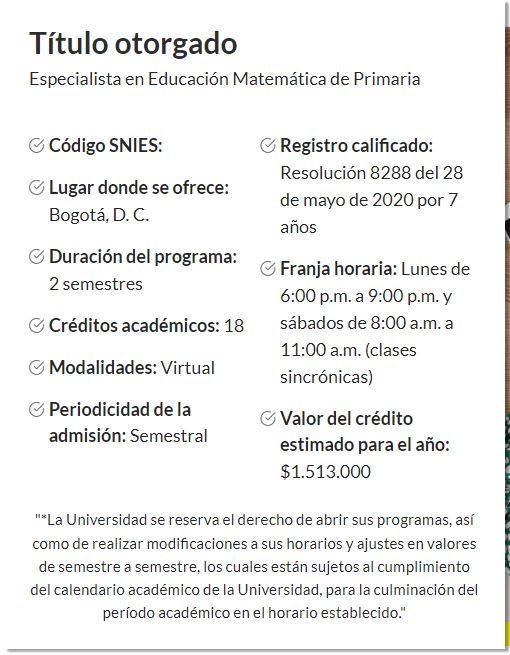 Título otorgado
Especialista en Educación Matemática de Primaria
Código SNIES:
Lugar donde se ofrece:
Bogotá, D. C.
Duración del programa:
2 semestres
Créditos académicos: 18
Modalidades: Virtual
Periodicidad de la
admisión: Semestral
Registro calificado:
Resolución 8288 del 28
de mayo de 2020 por 7
años
Franja horaria: Lunes de
6:00 p.m. a 9:00 p.m. y
sábados de 8:00 a.m. a
11:00 a.m. (clases
sincrónicas)
Valor del crédito
estimado para el año:
$1.513.000
"*La Universidad se reserva el derecho de abrir sus programas, así
como de realizar modificaciones a sus horarios y ajustes en valores
de semestre a semestre, los cuales están sujetos al cumplimiento
del calendario académico de la Universidad, para la culminación del
período académico en el horario establecido."